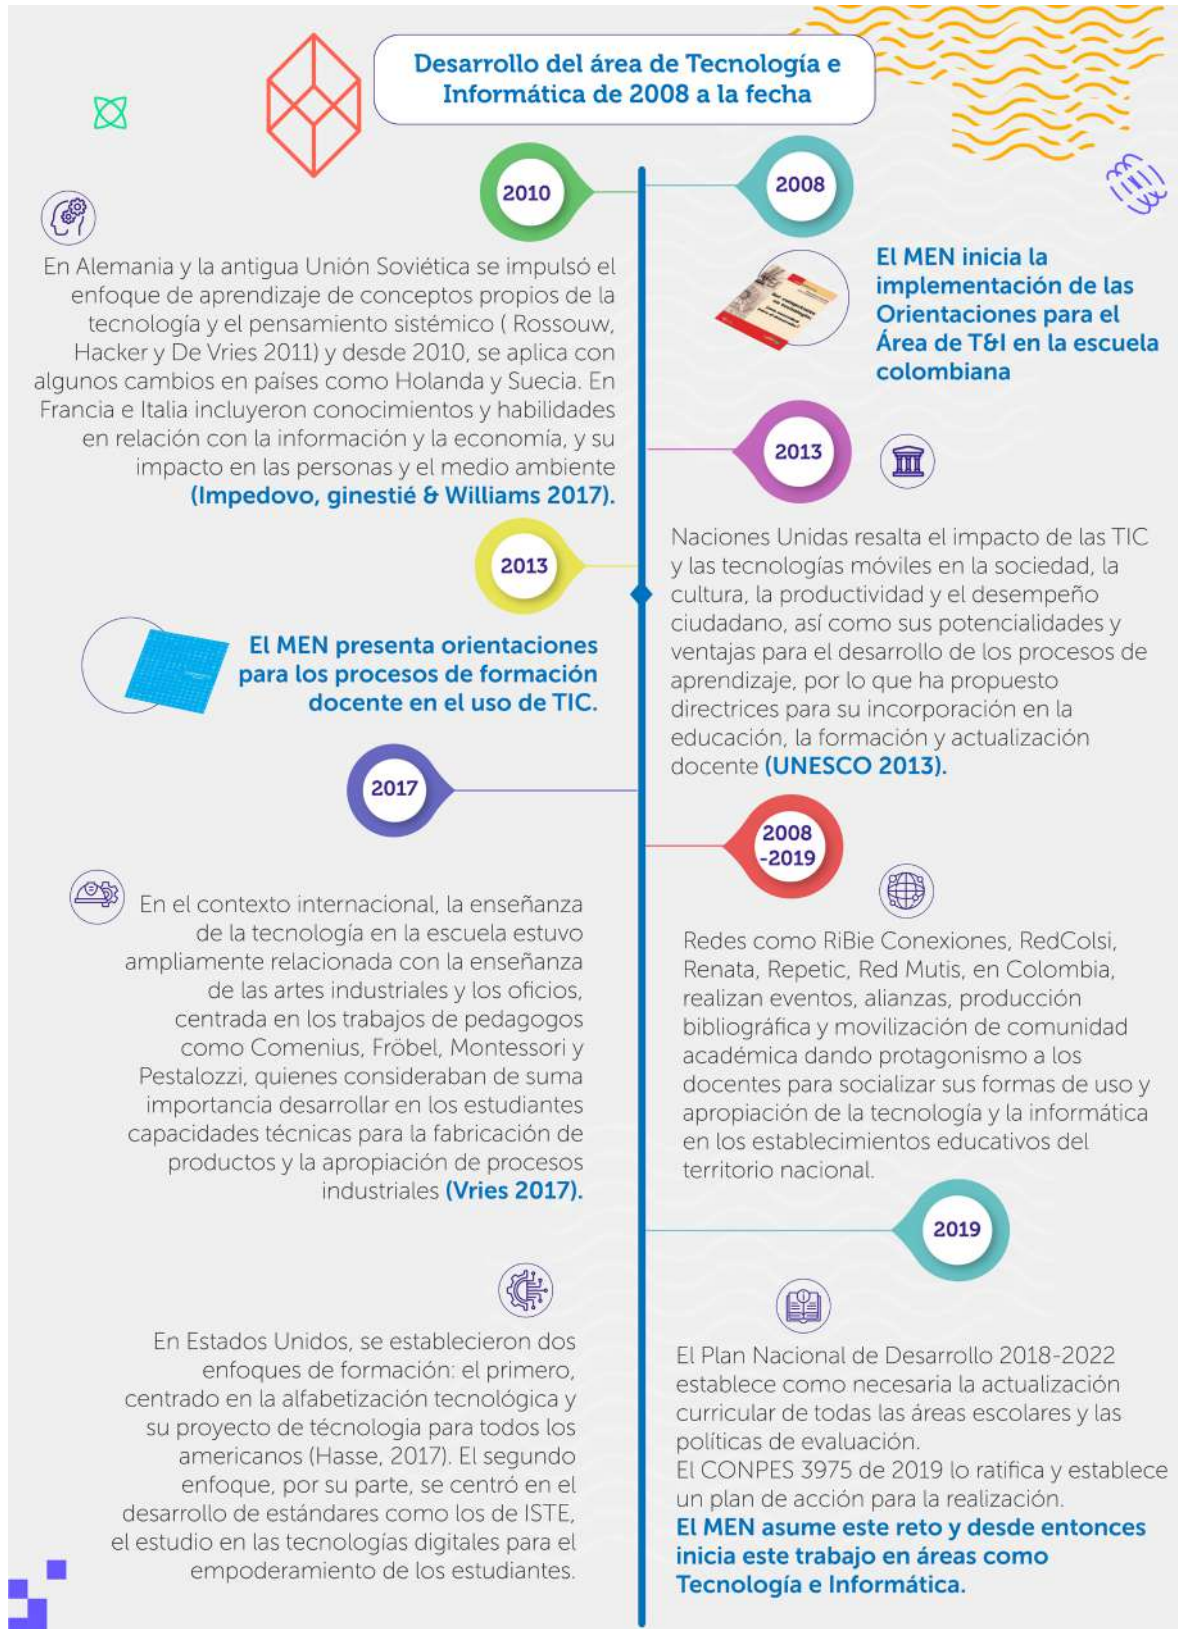 Desarrollo del área de Tecnología e
Informática de 2008 a la fecha
2008
El MEN inicia la
implementación de las
Orientaciones para el
Área de T&I en la escuela
colombiana
2010
En Alemania y la antigua Unión Soviética se impulsó el
enfoque de aprendizaje de conceptos propios de la
tecnología y el pensamiento sistémico ( Rossouw,
Hacker y De Vries 2011) y desde 2010, se aplica con
algunos cambios en países como Holanda y Suecia. En
Francia e Italia incluyeron conocimientos y habilidades
en relación con la información y la economía, y su
impacto en las personas y el medio ambiente
(Impedovo, ginestié & Williams 2017).
2013
Naciones Unidas resalta el impacto de las TIC
y las tecnologías móviles en la sociedad, la
cultura, la productividad y el desempeño
ciudadano, así como sus potencialidades y
ventajas para el desarrollo de los procesos de
aprendizaje, por lo que ha propuesto
directrices para su incorporación en la
educación, la formación y actualización
docente (UNESCO 2013).
2013
El MEN presenta orientaciones
para los procesos de formación
docente en el uso de TIC.
2017
En el contexto internacional, la enseñanza
de la tecnología en la escuela estuvo
ampliamente relacionada con la enseñanza
de las artes industriales y los oficios,
centrada en los trabajos de pedagogos
como Comenius, Fröbel, Montessori y
Pestalozzi, quienes consideraban de suma
importancia desarrollar en los estudiantes
capacidades técnicas para la fabricación de
productos y la apropiación de procesos
industriales (Vries 2017).
En Estados Unidos, se establecieron dos
enfoques de formación: el primero,
centrado en la alfabetización tecnológica y
su proyecto de técnologia para todos los
americanos (Hasse, 2017). El segundo
enfoque, por su parte, se centró en el
desarrollo de estándares como los de ISTE,
el estudio en las tecnologías digitales para el
empoderamiento de los estudiantes.
2008
-2019
Redes como RiBie Conexiones, RedColsi,
Renata, Repetic, Red Mutis, en Colombia,
realizan eventos, alianzas, producción
bibliográfica y movilización de comunidad
académica dando protagonismo a los
docentes para socializar sus formas de uso y
apropiación de la tecnología y la informática
en los establecimientos educativos del
territorio nacional.
2019
El Plan Nacional de Desarrollo 2018-2022
establece como necesaria la actualización
curricular de todas las áreas escolares y las
políticas de evaluación.
El CONPES 3975 de 2019 lo ratifica y establece
un plan de acción para la realización.
El MEN asume este reto y desde entonces
inicia este trabajo en áreas como
Tecnología e Informática.